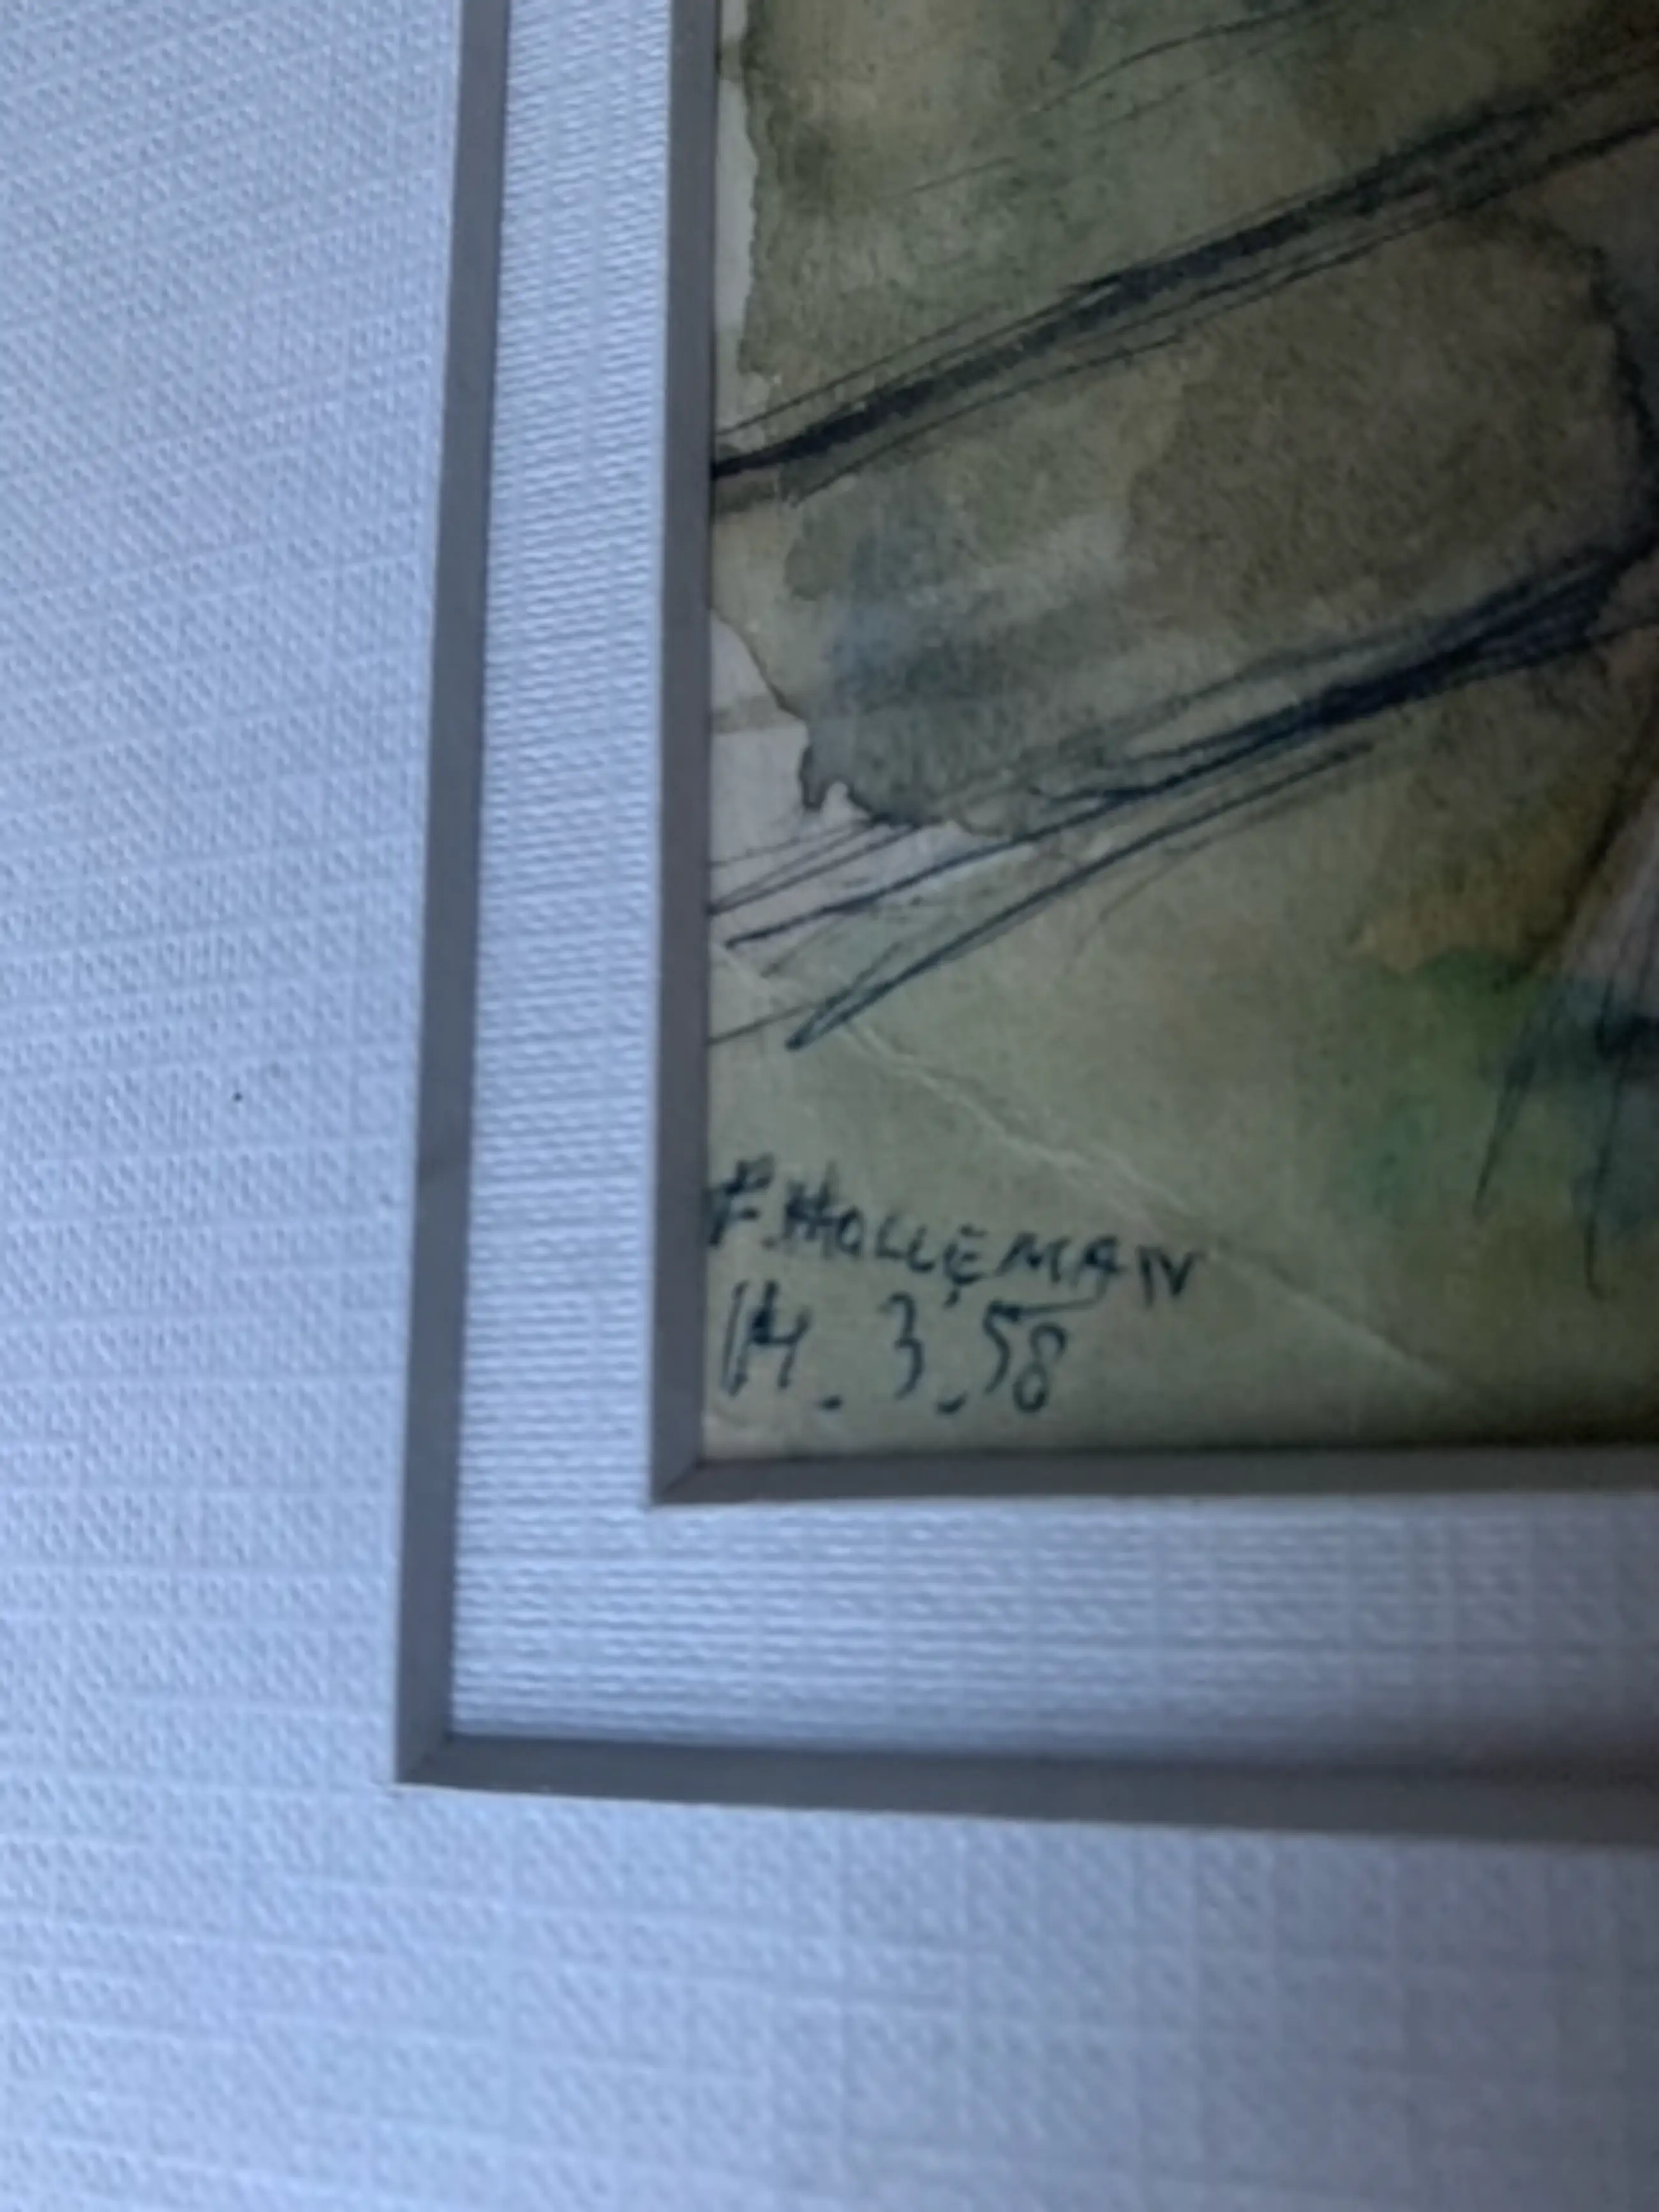 F. HOLLEMAN
14. 3. 58